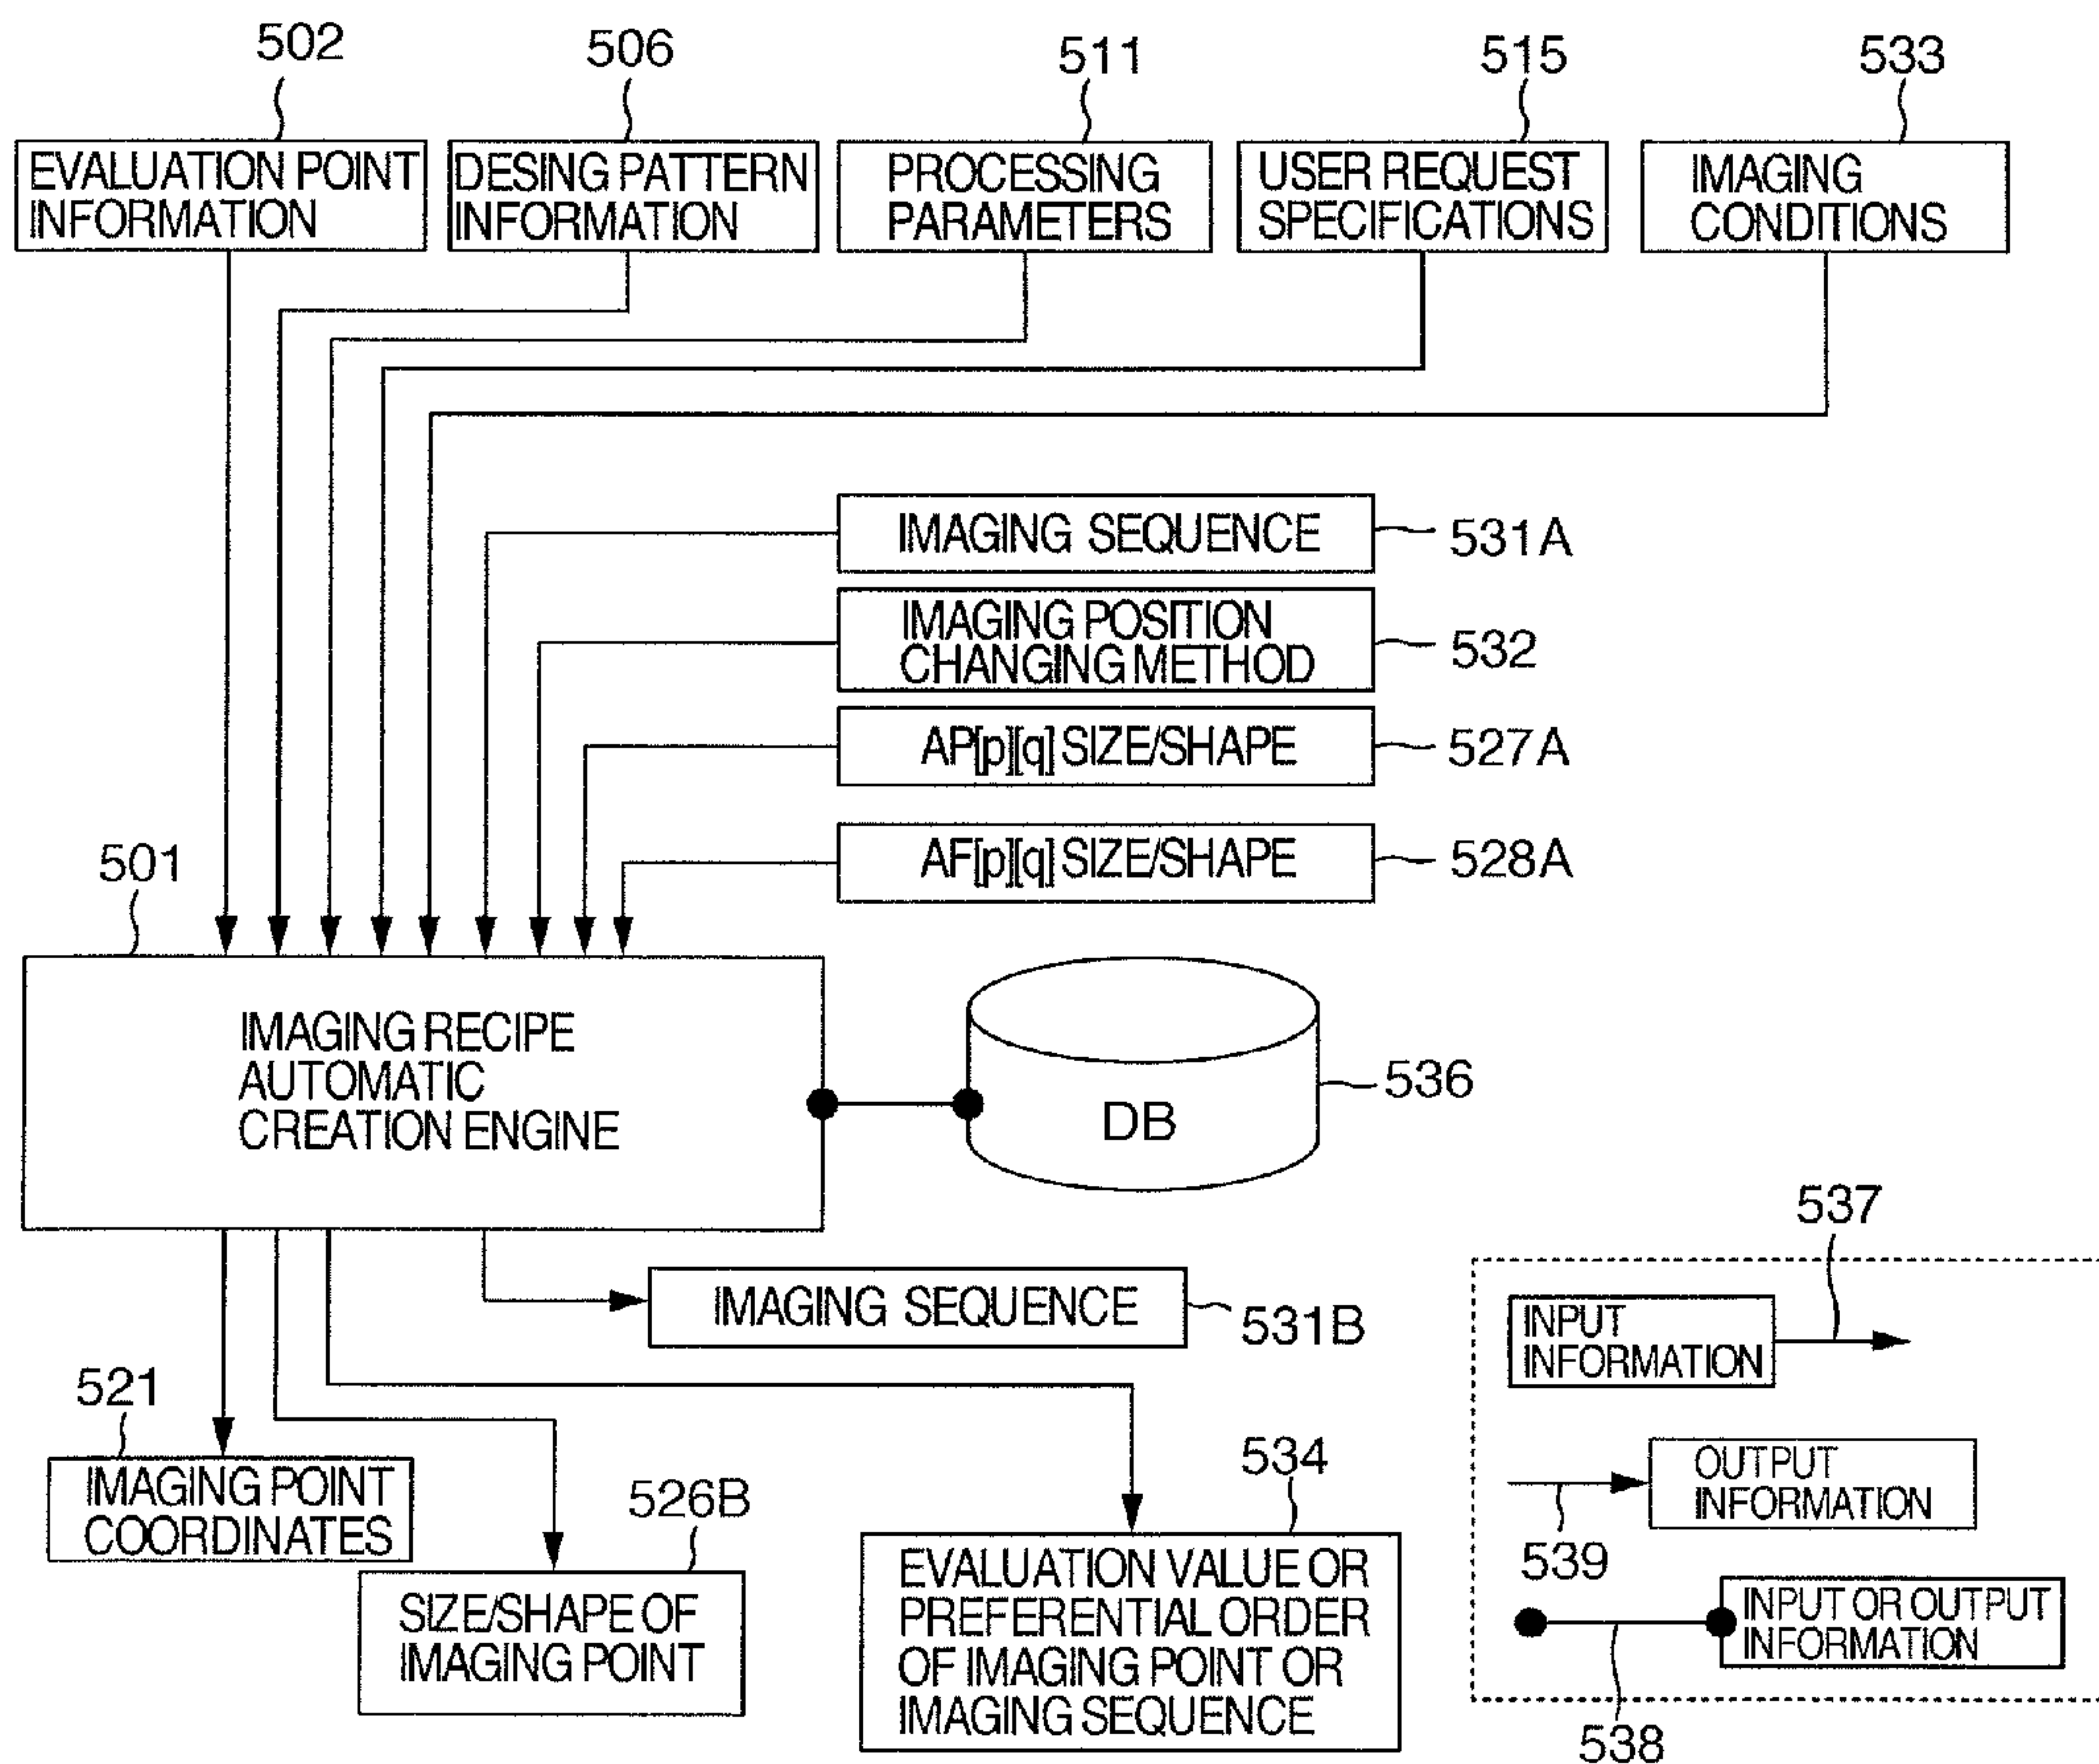 502
506
511
515
533
EVALUATION POINT
INFORMATION
DESING PATTERN
INFORMATION
PROCESSING
PARAMETERS
USER REQUEST
SPECIFICATIONS
IMAGING
CONDITIONS
IMAGING SEQUENCE
531A
IMAGING POSITION
CHANGING METHOD
532
AP[p][q] SIZE/SHAPE
527A
AF[p][q] SIZE/SHAPE
528A
501
IMAGING RECIPE
AUTOMATIC
CREATION ENGINE
DB
536
IMAGING SEQUENCE
531B
521
IMAGING POINT
COORDINATES
526B
SIZE/SHAPE OF
IMAGING POINT
534
EVALUATION VALUE OR
PREFERENTIAL ORDER
OF IMAGING POINT OR
IMAGING SEQUENCE
537
INPUT
INFORMATION
OUTPUT
INFORMATION
539
INPUT OR OUTPUT
INFORMATION
538